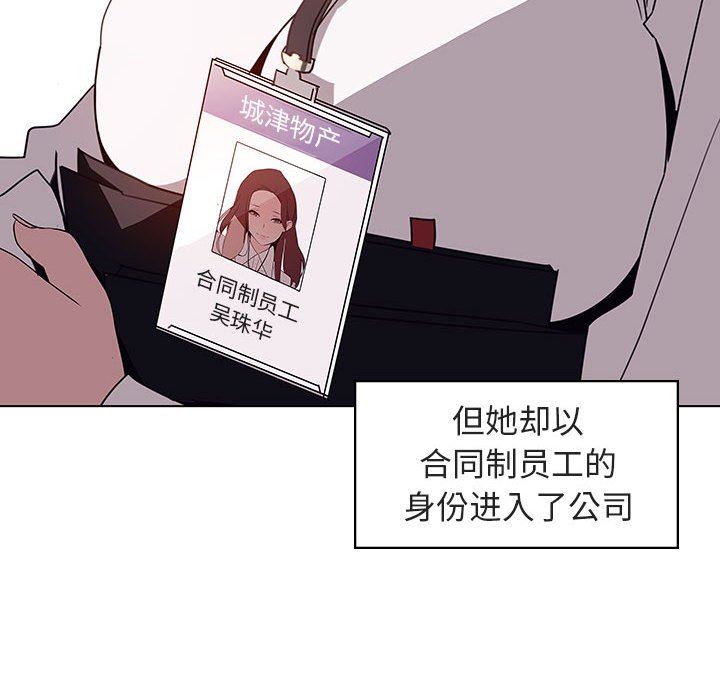 城津物产
合同制员工
吴珠华
但她却以
合同制员工的
身份进入了公司